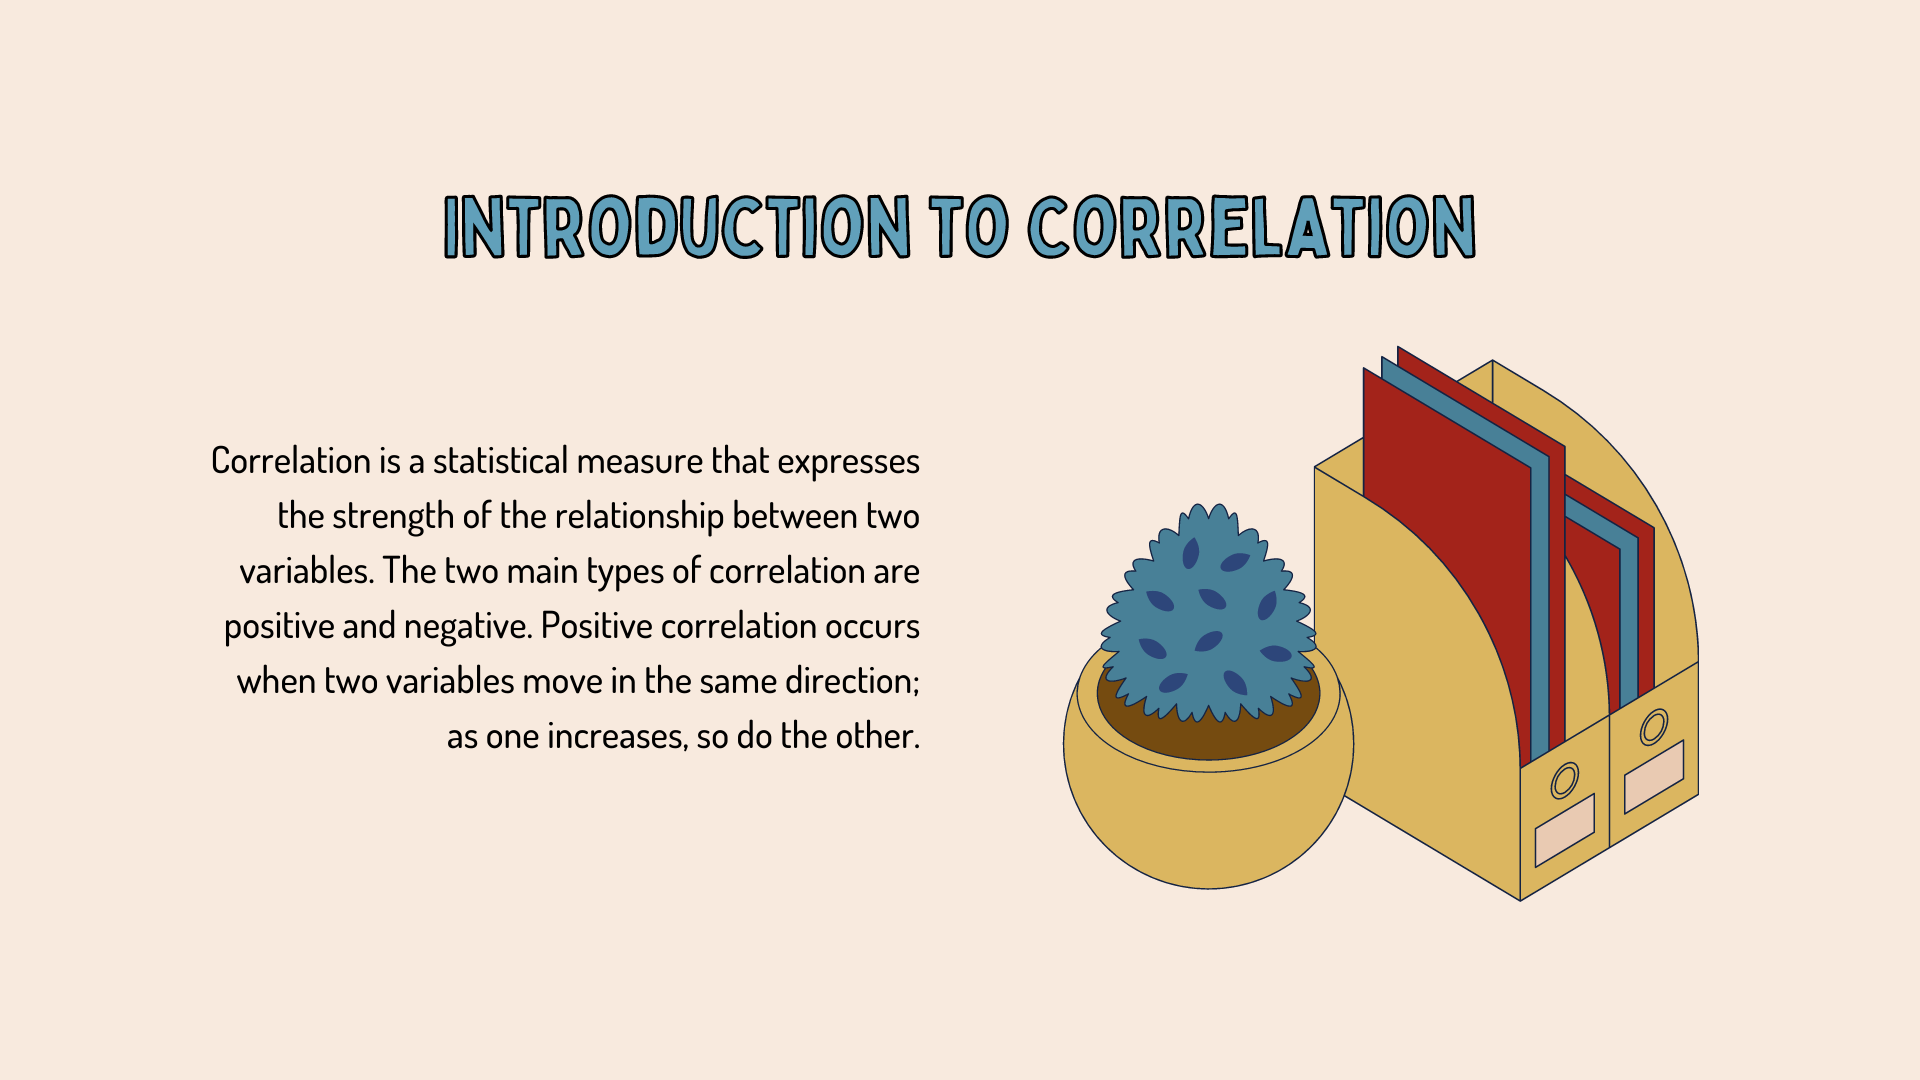 INTRODUCTION TO CORRELATION
Correlation is a statistical measure that expresses
the strength of the relationship between two
variables. The two main types of correlation are
positive and negative. Positive correlation occurs
when two variables move in the same direction;
as one increases, so do the other.